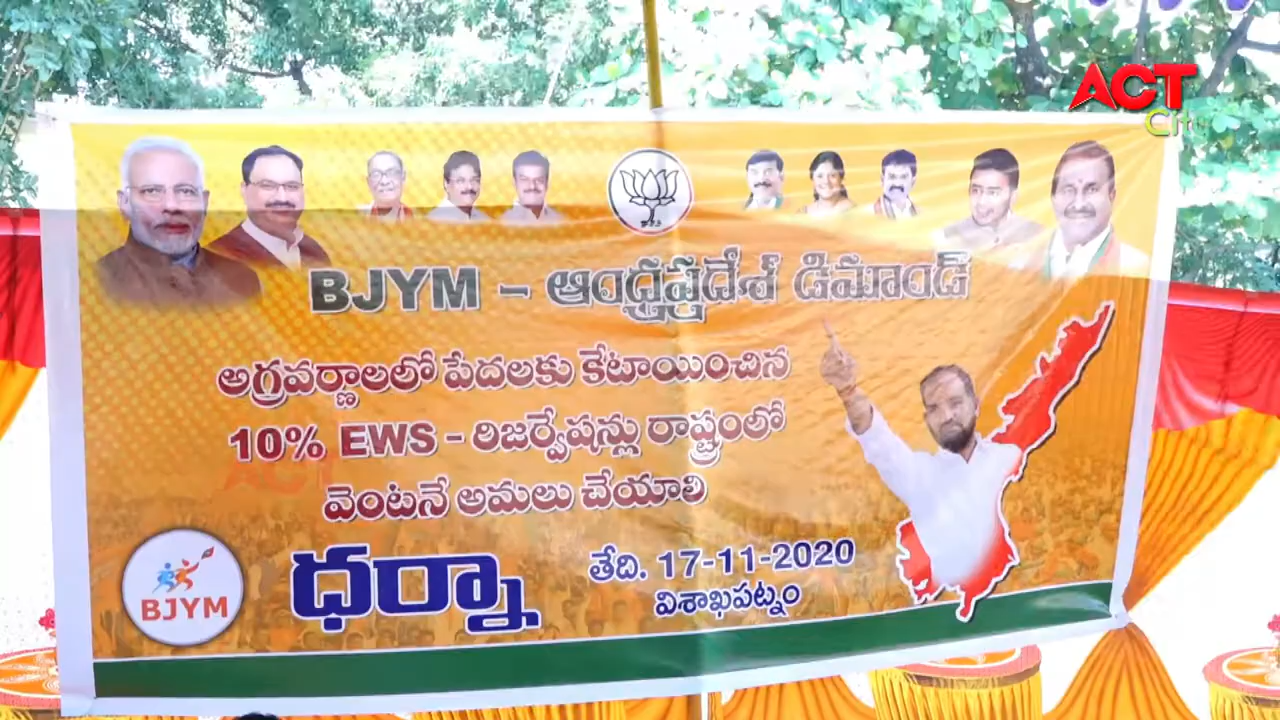 ACT
City
BJYM – ఆంధ్రప్రదేశ్ డిమాండ్
అగ్రవర్ణాలలో పేదలకు కేటాయించిన
10% EWS – రిజర్వేషన్లు రాష్ట్రంలో
వెంటనే అమలు చేయాలి
ధర్నా
తేది. 17-11-2020
విశాఖపట్నం
BJYM